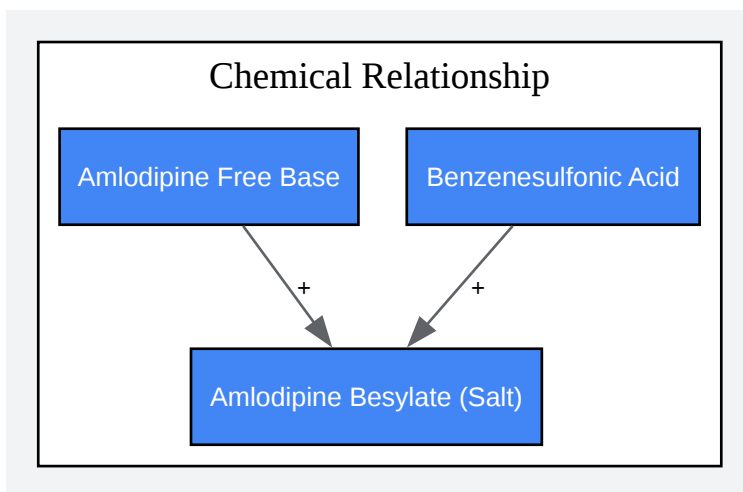 Chemical Relationship
Amlodipine Free Base
Benzenesulfonic Acid
+
+
Amlodipine Besylate (Salt)